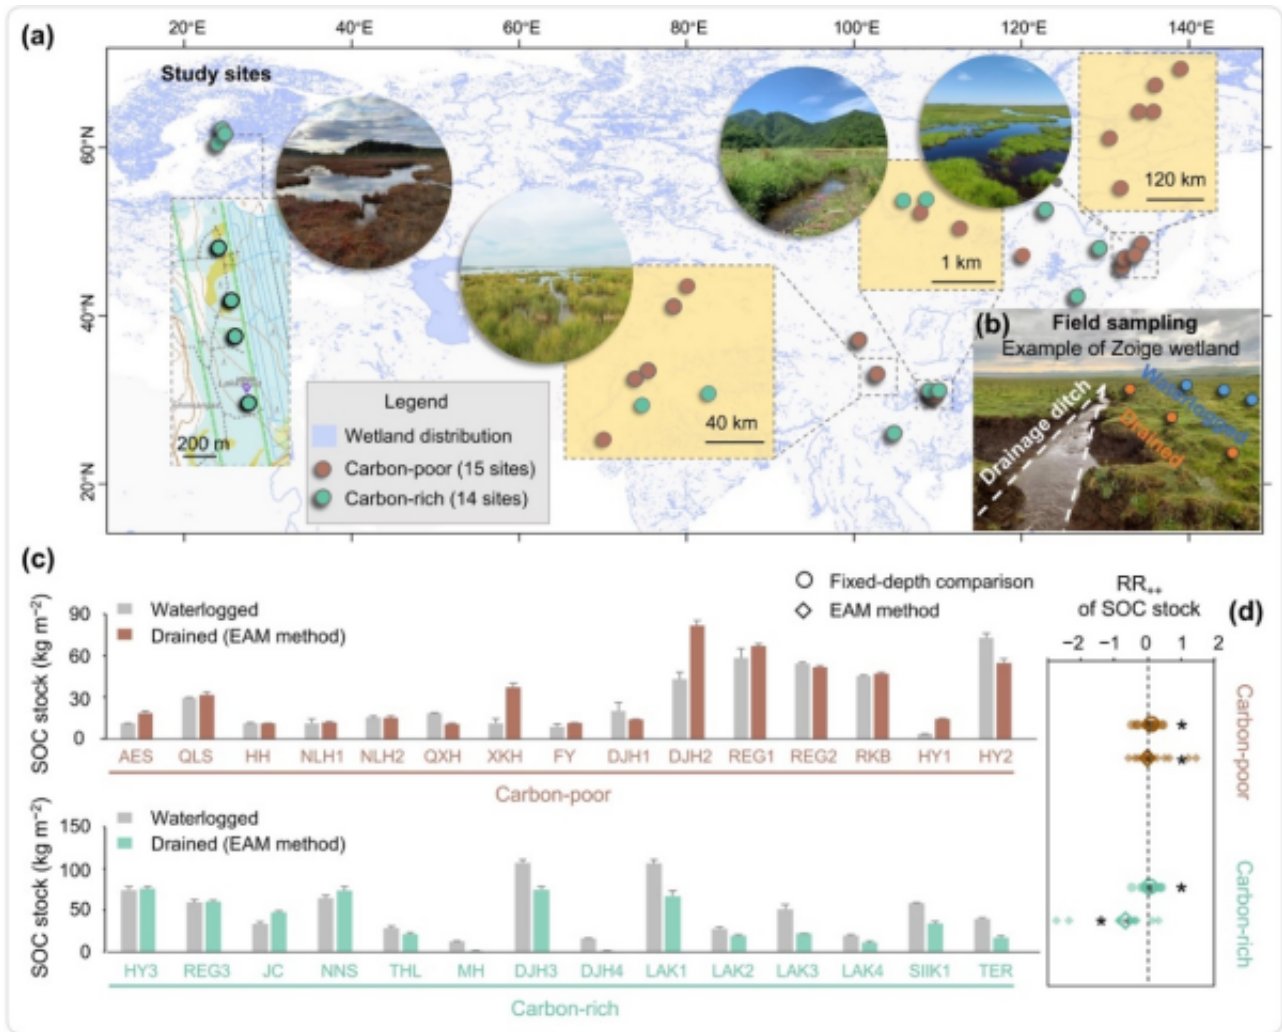 (a)
20°E 40°E 60°E 80°E 100°E 120°E 140°E
Study sites
60°N
40°N
20°N
200 m
40 km
1 km
120 km
Legend
Wetland distribution
Carbon-poor (15 sites)
Carbon-rich (14 sites)
(b)
Field sampling
Example of Zoige wetland
Drainage ditch
Drained
Waterlogged
(c)
SOC stock (kg m⁻²)
90
60
30
0
Waterlogged
Drained (EAM method)
AES QLS HH NLH1 NLH2 QXH XKH FY DJH1 DJH2 REG1 REG2 RKB HY1 HY2
Carbon-poor
SOC stock (kg m⁻²)
150
100
50
0
Waterlogged
Drained (EAM method)
HY3 REG3 JC NNS THL MH DJH3 DJH4 LAK1 LAK2 LAK3 LAK4 SIIK1 TER
Carbon-rich
Fixed-depth comparison
EAM method
(d)
RR₊₊
of SOC stock
−2 −1 0 1 2
*
*
*
*
Carbon-poor
Carbon-rich